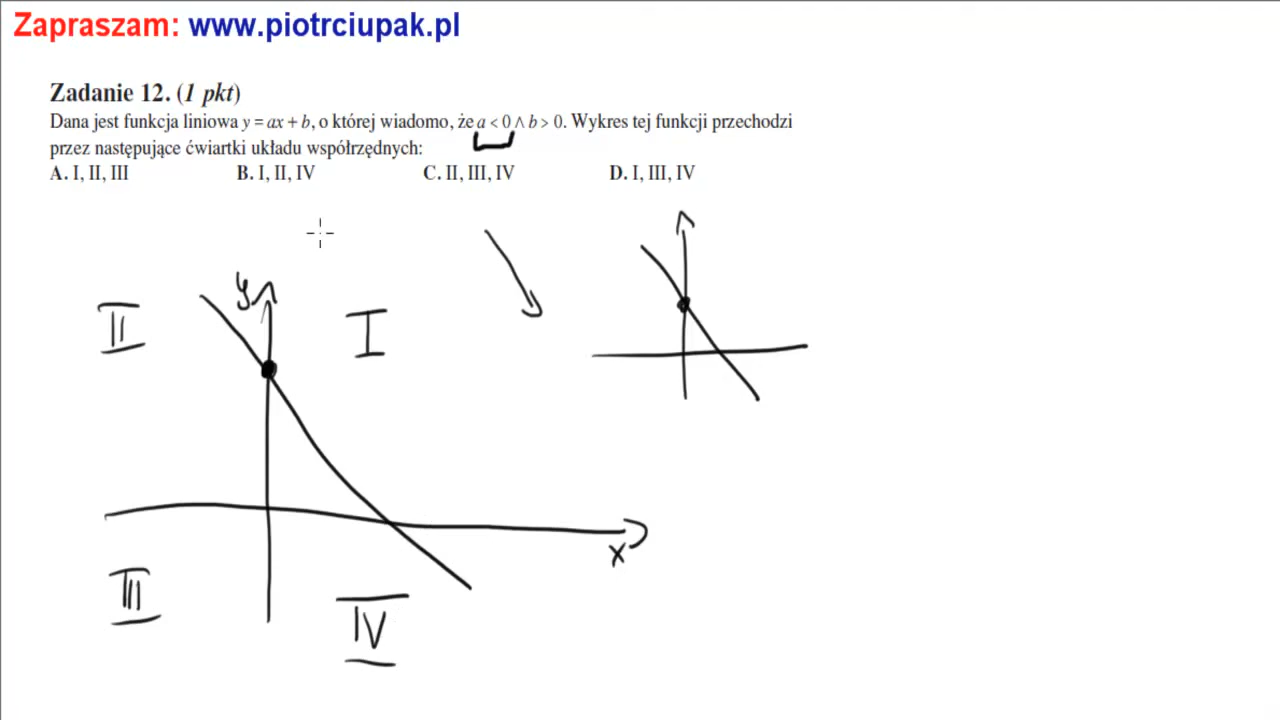 Zapraszam: www.piotrciupak.pl
Zadanie 12. (1 pkt)
Dana jest funkcja liniowa y = ax + b, o której wiadomo, że a < 0 ∧ b > 0. Wykres tej funkcji przechodzi
przez następujące ćwiartki układu współrzędnych:
A. I, II, III B. I, II, IV C. II, III, IV D. I, III, IV
y
II I
x
III IV